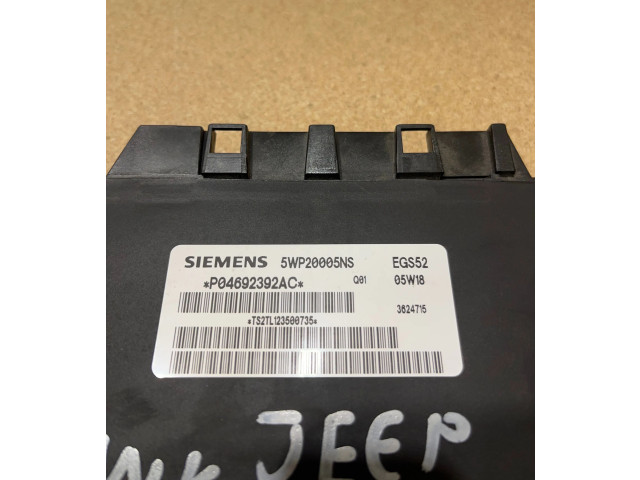 SIEMENS 5WP20005NS EGS52
*P04692392AC* Q01 05W18
3624715
*TS2TL123500735*
JEEP